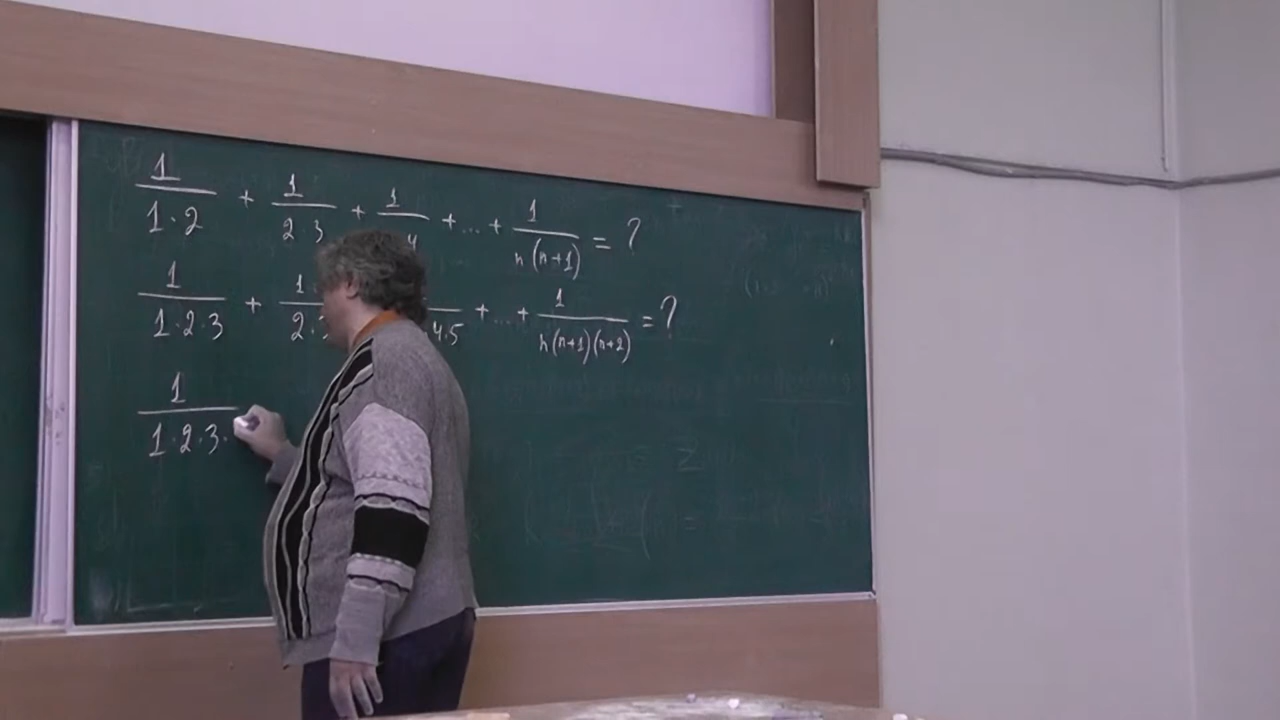 1/(1·2) + 1/(2·3) + 1/(·4) + ... + 1/(n(n+1)) = ?
1/(1·2·3) + 1/(2· + 4·5 + ... + 1/(n(n+1)(n+2)) = ?
1/(1·2·3·